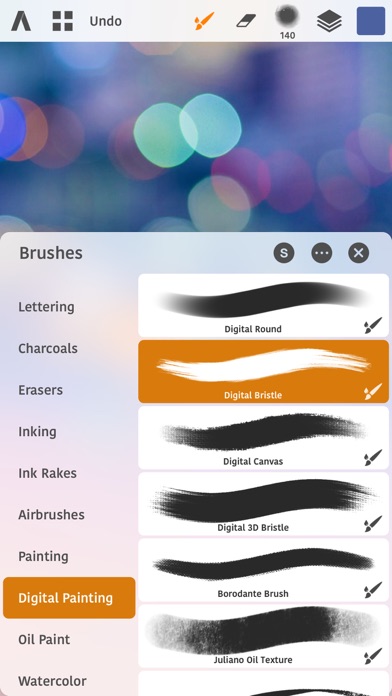 Undo
140
Brushes
S
Lettering
Charcoals
Erasers
Inking
Ink Rakes
Airbrushes
Painting
Digital Painting
Oil Paint
Watercolor
Digital Round
Digital Bristle
Digital Canvas
Digital 3D Bristle
Borodante Brush
Juliano Oil Texture